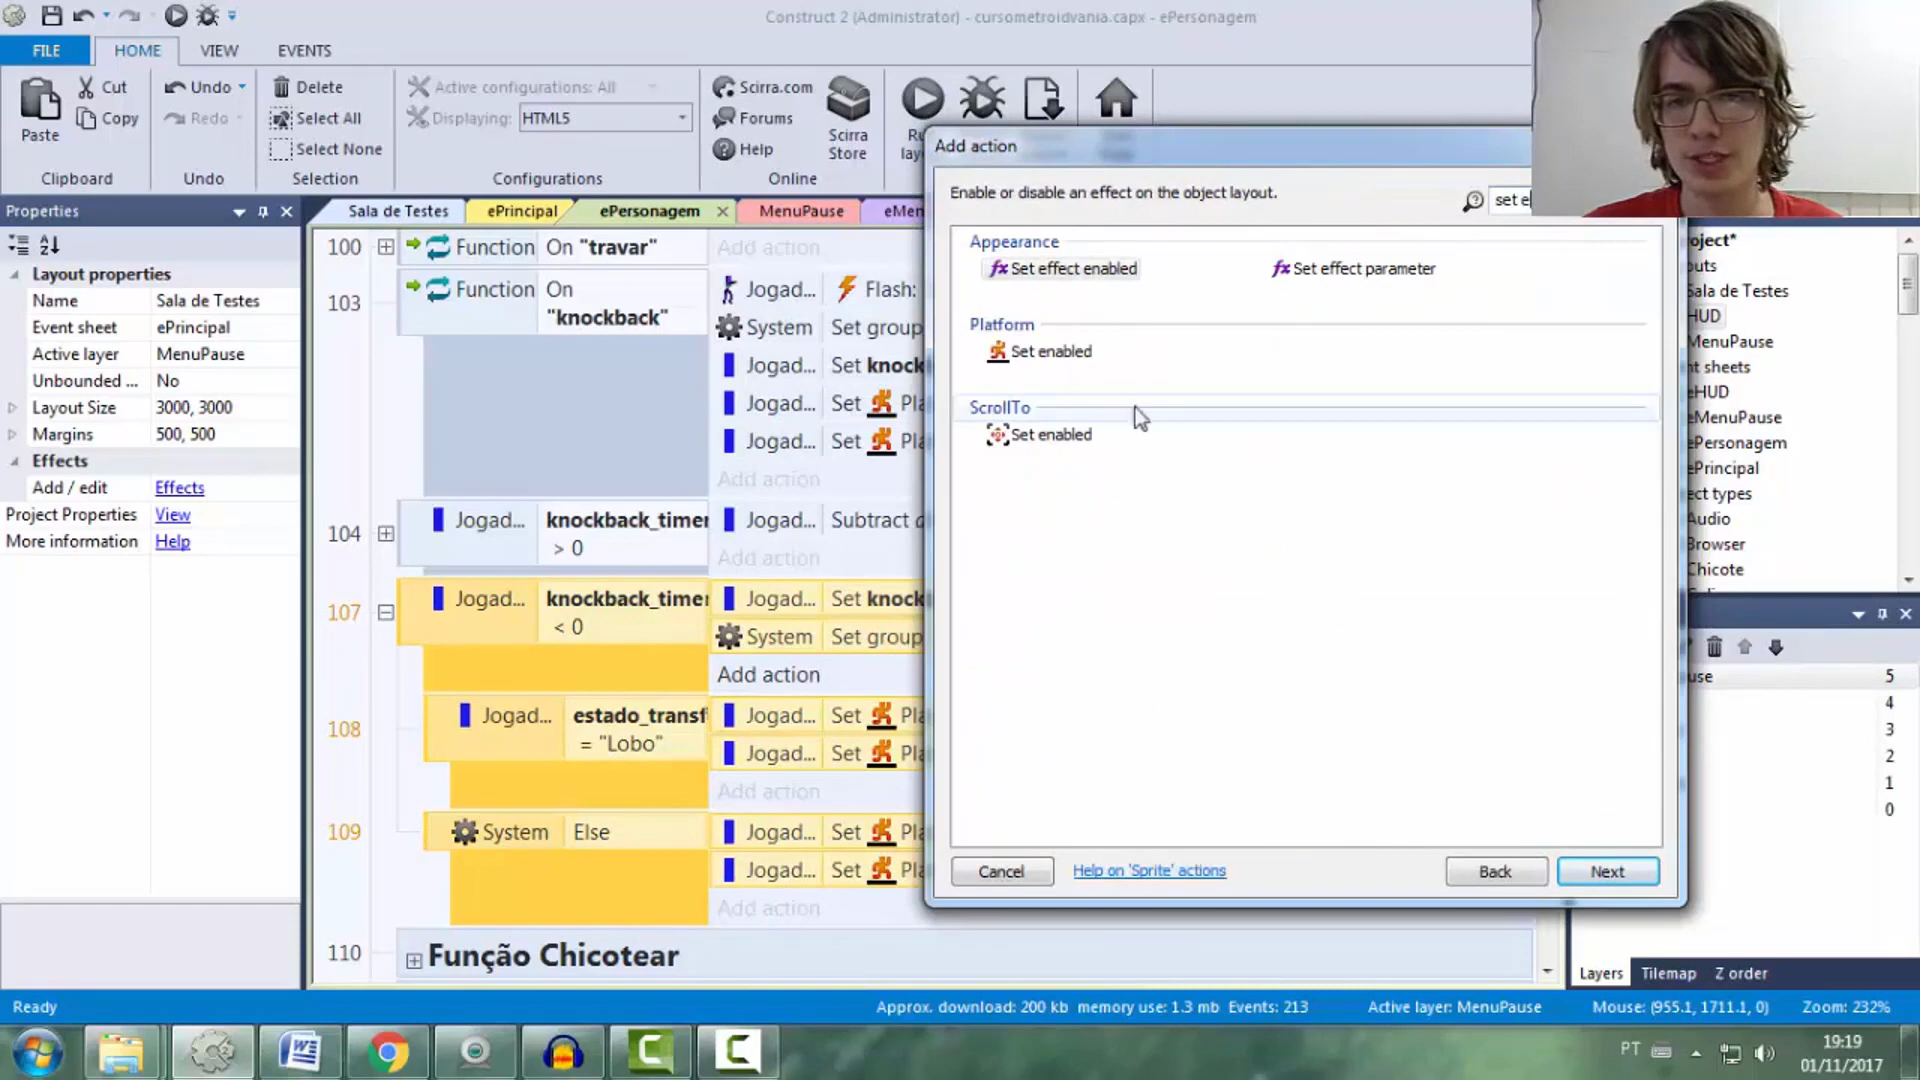 Construct 2 (Administrator) - cursometroidvania.capx - ePersonagem
FILE HOME VIEW EVENTS
Paste
Cut
Copy
Clipboard
Undo
Redo
Undo
Delete
Select All
Select None
Selection
Active configurations: All
Displaying: HTML5
Configurations
Scirra.com
Forums
Help
Scirra Store
Online
Properties
Layout properties
Name Sala de Testes
Event sheet ePrincipal
Active layer MenuPause
Unbounded ... No
Layout Size 3000, 3000
Margins 500, 500
Effects
Add / edit Effects
Project Properties View
More information Help
Sala de Testes ePrincipal ePersonagem MenuPause
100 Function On "travar" Add action
103 Function On "knockback" Jogad... Flash:
System Set group
Jogad... Set knock
Jogad... Set
Jogad... Set
Add action
104 Jogad... knockback_timer > 0 Jogad... Subtract
Add action
107 Jogad... knockback_timer < 0 Jogad... Set knock
System Set group
Add action
108 Jogad... estado_transf = "Lobo" Jogad... Set
Jogad... Set
Add action
109 System Else Jogad... Set
Jogad... Set
Add action
110 Função Chicotear
Add action
Enable or disable an effect on the object layout.
Appearance
Set effect enabled Set effect parameter
Platform
Set enabled
ScrollTo
Set enabled
Cancel Help on 'Sprite' actions Back Next
Sala de Testes
HUD
MenuPause
eHUD
eMenuPause
ePersonagem
ePrincipal
Audio
Browser
Chicote
5
4
3
2
1
0
Layers Tilemap Z order
Ready Approx. download: 200 kb memory use: 1.3 mb Events: 213 Active layer: MenuPause Mouse: (955.1, 1711.1, 0) Zoom: 232%
PT
19:19
01/11/2017